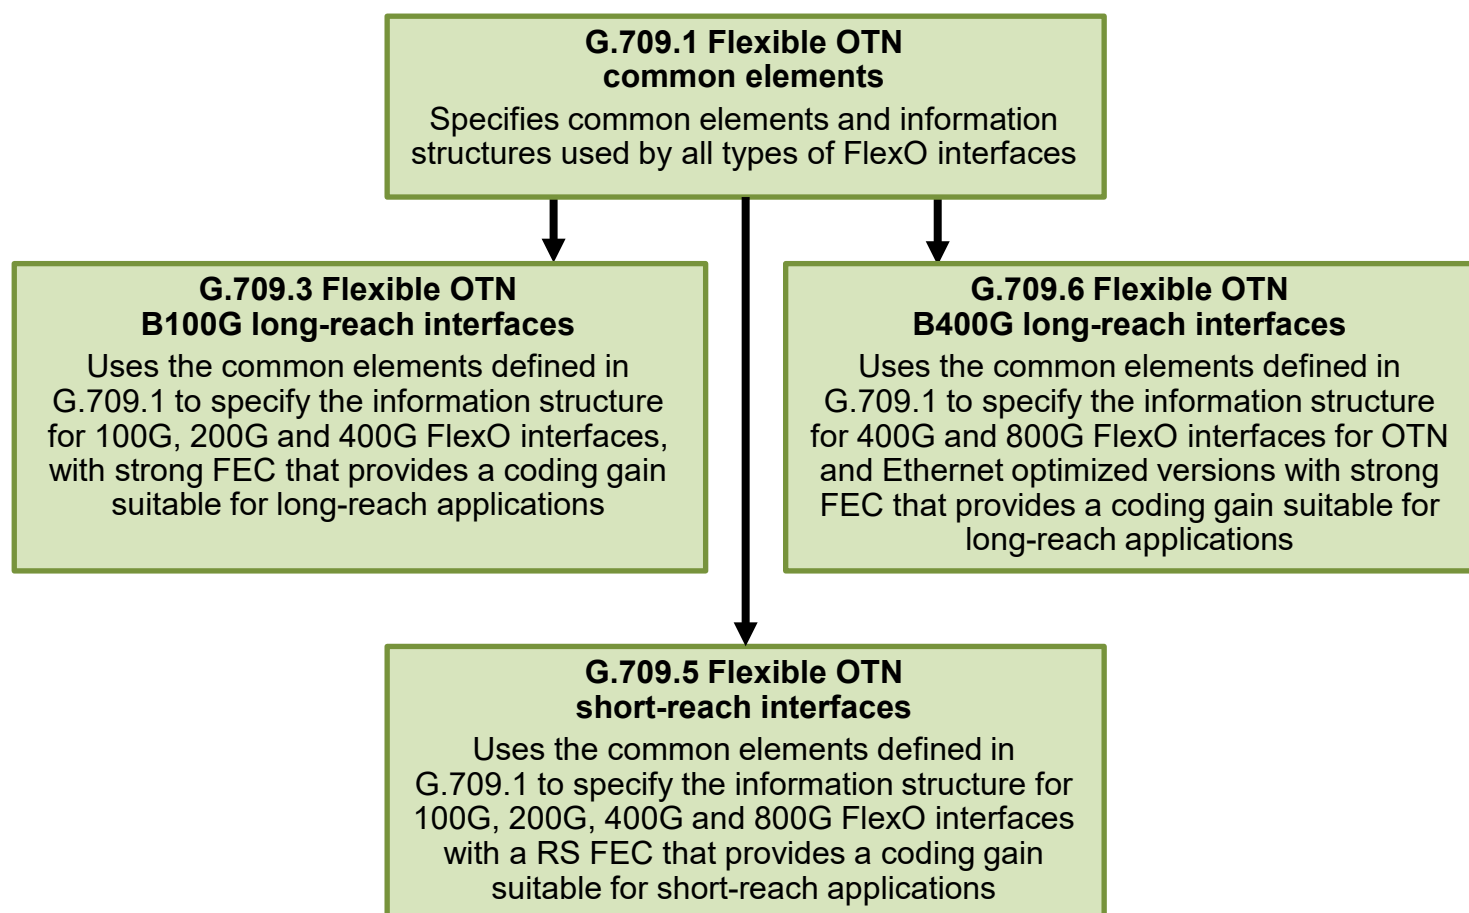 G.709.1 Flexible OTN
common elements
Specifies common elements and information
structures used by all types of FlexO interfaces
G.709.3 Flexible OTN
B100G long-reach interfaces
Uses the common elements defined in
G.709.1 to specify the information structure
for 100G, 200G and 400G FlexO interfaces,
with strong FEC that provides a coding gain
suitable for long-reach applications
G.709.6 Flexible OTN
B400G long-reach interfaces
Uses the common elements defined in
G.709.1 to specify the information structure
for 400G and 800G FlexO interfaces for OTN
and Ethernet optimized versions with strong
FEC that provides a coding gain suitable for
long-reach applications
G.709.5 Flexible OTN
short-reach interfaces
Uses the common elements defined in
G.709.1 to specify the information structure for
100G, 200G, 400G and 800G FlexO interfaces
with a RS FEC that provides a coding gain
suitable for short-reach applications